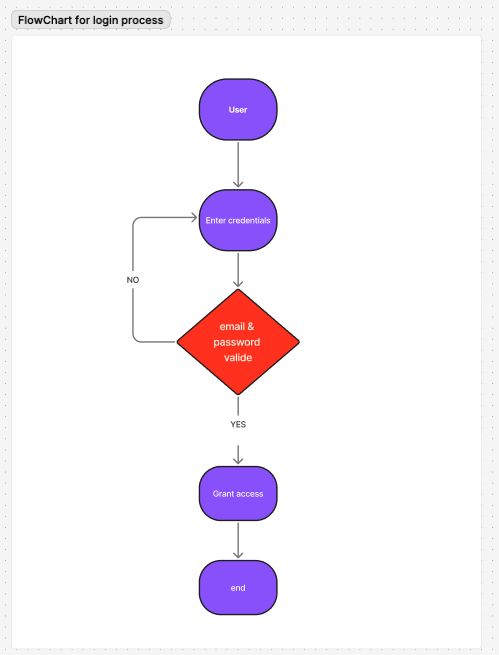 FlowChart for login process
User
Enter credentials
NO
email &
password
valide
YES
Grant access
end